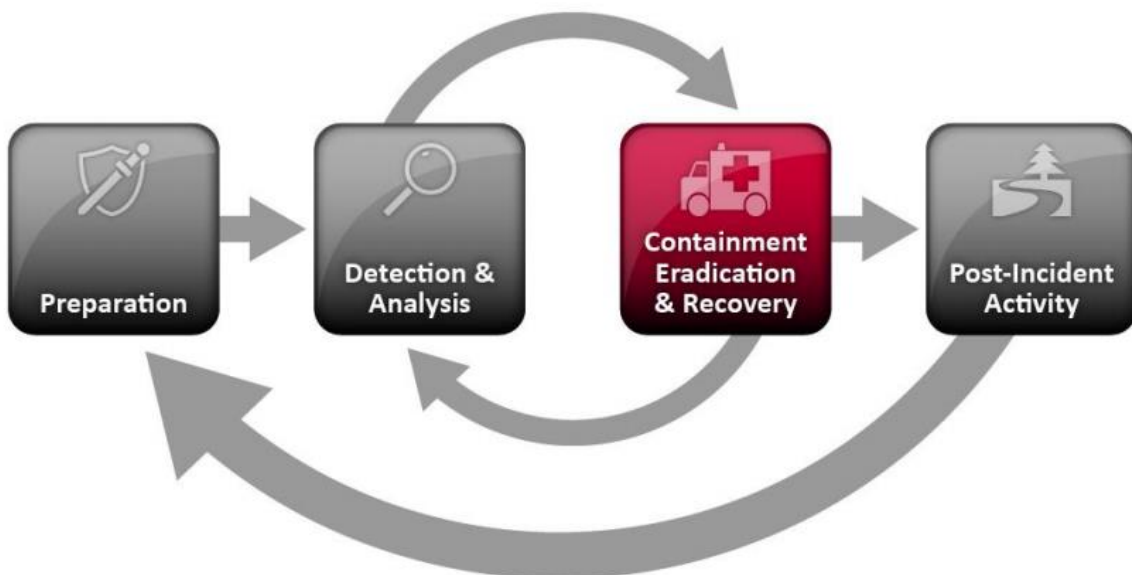 Preparation
Detection &
Analysis
Containment
Eradication
& Recovery
Post-Incident
Activity